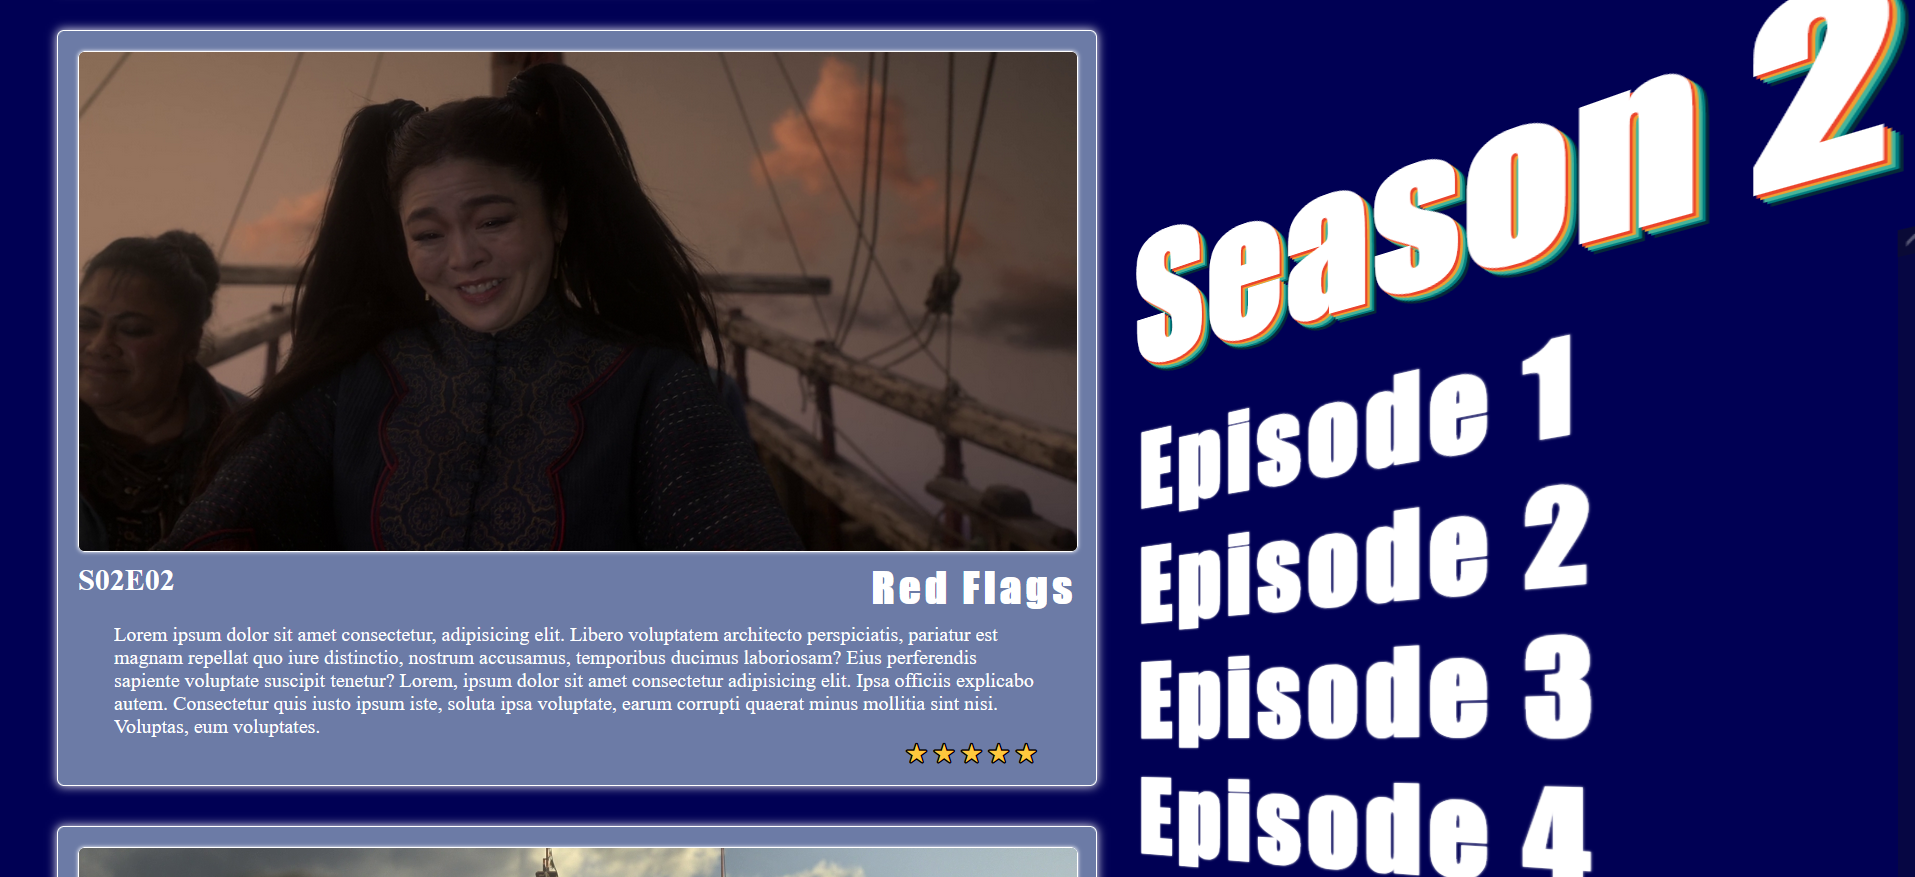 S02E02
Red Flags
Lorem ipsum dolor sit amet consectetur, adipisicing elit. Libero voluptatem architecto perspiciatis, pariatur est
magnam repellat quo iure distinctio, nostrum accusamus, temporibus ducimus laboriosam? Eius perferendis
sapiente voluptate suscipit tenetur? Lorem, ipsum dolor sit amet consectetur adipisicing elit. Ipsa officiis explicabo
autem. Consectetur quis iusto ipsum iste, soluta ipsa voluptate, earum corrupti quaerat minus mollitia sint nisi.
Voluptas, eum voluptates.
Season 2
Episode 1
Episode 2
Episode 3
Episode 4